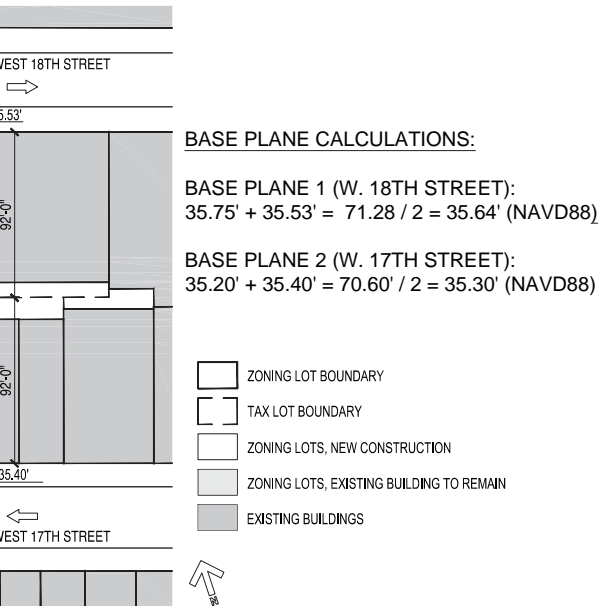 WEST 18TH STREET
5.53'
92'-0"
BASE PLANE CALCULATIONS:
BASE PLANE 1 (W. 18TH STREET):
35.75' + 35.53' = 71.28 / 2 = 35.64' (NAVD88)
BASE PLANE 2 (W. 17TH STREET):
35.20' + 35.40' = 70.60' / 2 = 35.30' (NAVD88)
92'-0"
35.40'
WEST 17TH STREET
ZONING LOT BOUNDARY
TAX LOT BOUNDARY
ZONING LOTS, NEW CONSTRUCTION
ZONING LOTS, EXISTING BUILDING TO REMAIN
EXISTING BUILDINGS